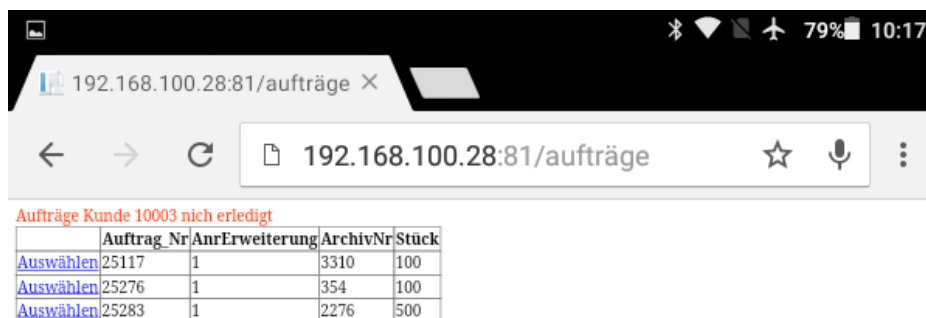 79% 10:17
192.168.100.28:81/aufträge
192.168.100.28:81/aufträge
Aufträge Kunde 10003 nich erledigt
Auftrag_Nr AnrErweiterung ArchivNr Stück
Auswählen 25117 1 3310 100
Auswählen 25276 1 354 100
Auswählen 25283 1 2276 500